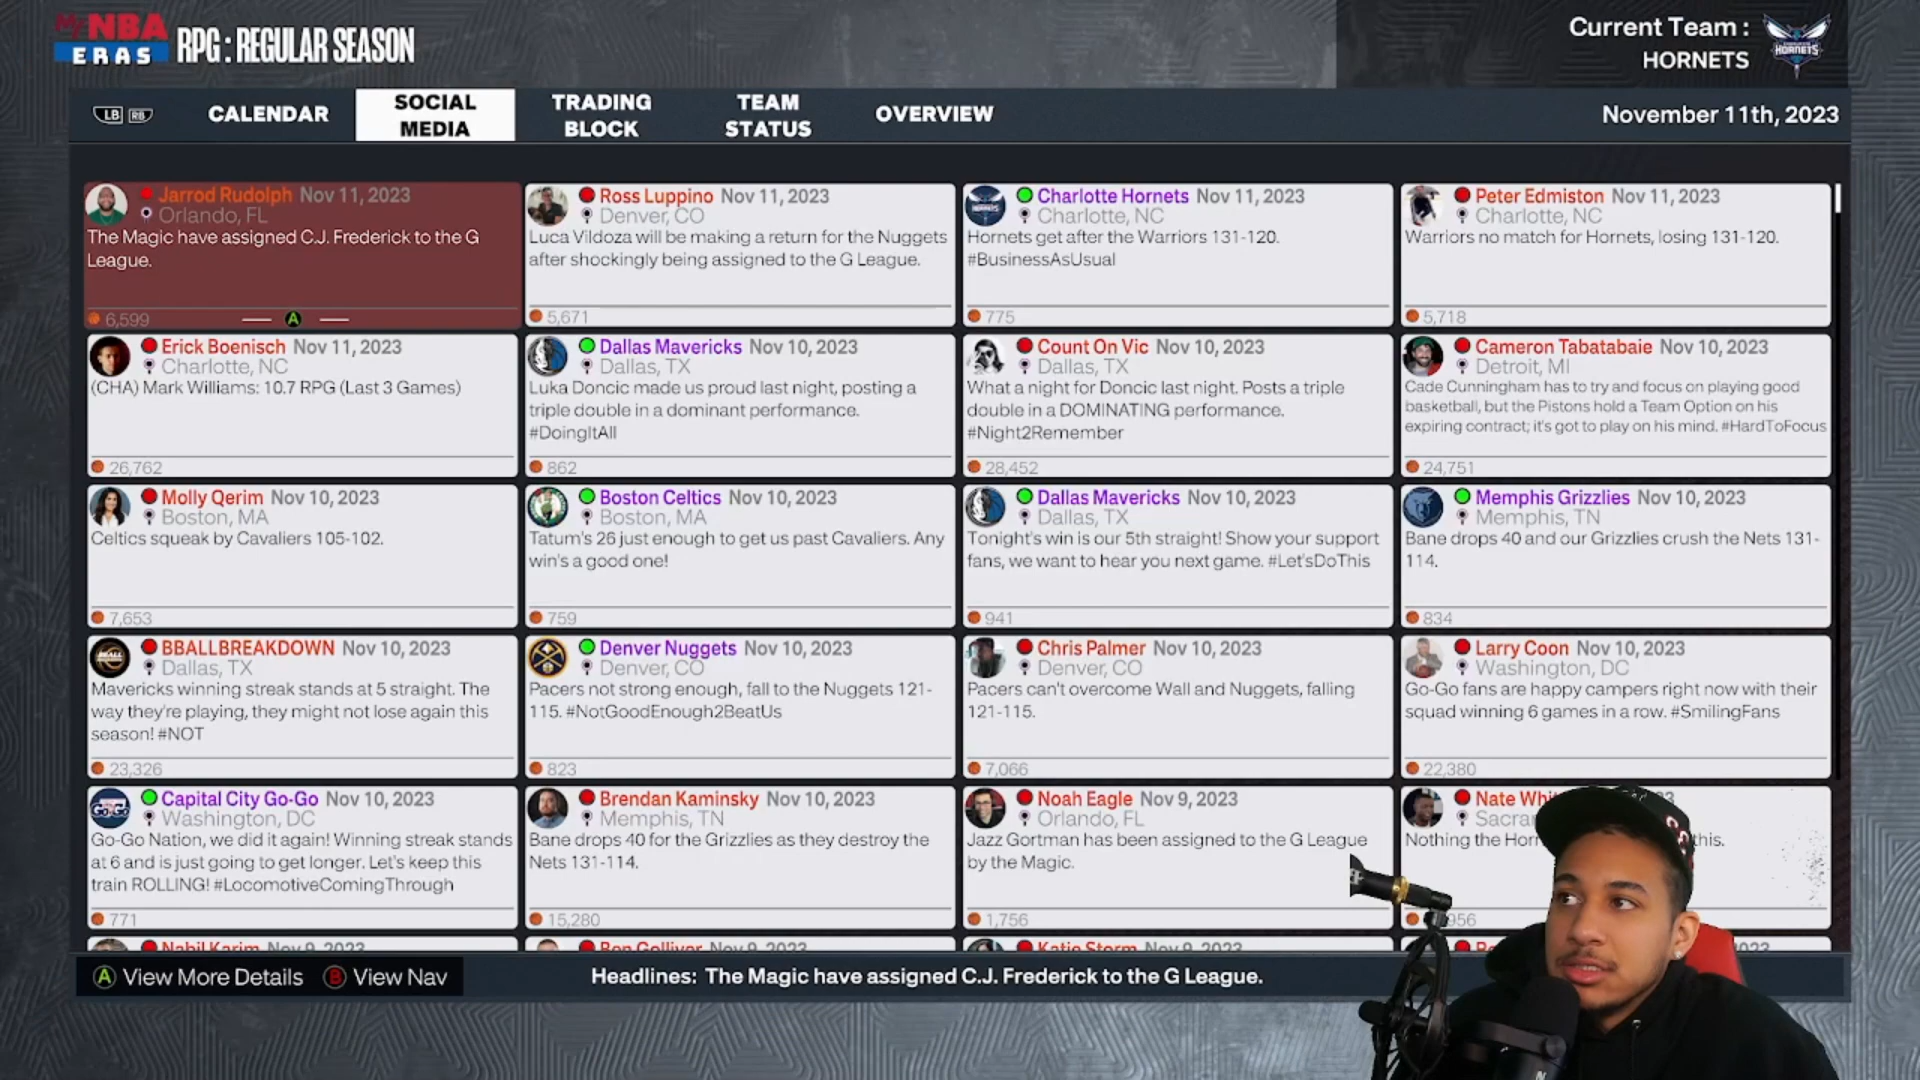 MyNBA
ERAS
RPG : REGULAR SEASON
Current Team :
HORNETS
HORNETS
LB RB
CALENDAR
SOCIAL
MEDIA
TRADING
BLOCK
TEAM
STATUS
OVERVIEW
November 11th, 2023
Jarrod Rudolph Nov 11, 2023
Orlando, FL
The Magic have assigned C.J. Frederick to the G
League.
6,599
A
Ross Luppino Nov 11, 2023
Denver, CO
Luca Vildoza will be making a return for the Nuggets
after shockingly being assigned to the G League.
5,671
Charlotte Hornets Nov 11, 2023
Charlotte, NC
Hornets get after the Warriors 131-120.
#BusinessAsUsual
775
Peter Edmiston Nov 11, 2023
Charlotte, NC
Warriors no match for Hornets, losing 131-120.
5,718
Erick Boenisch Nov 11, 2023
Charlotte, NC
(CHA) Mark Williams: 10.7 RPG (Last 3 Games)
26,762
Dallas Mavericks Nov 10, 2023
Dallas, TX
Luka Doncic made us proud last night, posting a
triple double in a dominant performance.
#DoingItAll
862
Count On Vic Nov 10, 2023
Dallas, TX
What a night for Doncic last night. Posts a triple
double in a DOMINATING performance.
#Night2Remember
28,452
Cameron Tabatabaie Nov 10, 2023
Detroit, MI
Cade Cunningham has to try and focus on playing good
basketball, but the Pistons hold a Team Option on his
expiring contract; it's got to play on his mind. #HardToFocus
24,751
Molly Qerim Nov 10, 2023
Boston, MA
Celtics squeak by Cavaliers 105-102.
7,653
Boston Celtics Nov 10, 2023
Boston, MA
Tatum's 26 just enough to get us past Cavaliers. Any
win's a good one!
759
Dallas Mavericks Nov 10, 2023
Dallas, TX
Tonight's win is our 5th straight! Show your support
fans, we want to hear you next game. #Let'sDoThis
941
Memphis Grizzlies Nov 10, 2023
Memphis, TN
Bane drops 40 and our Grizzlies crush the Nets 131-
114.
834
BBALLBREAKDOWN Nov 10, 2023
Dallas, TX
Mavericks winning streak stands at 5 straight. The
way they're playing, they might not lose again this
season! #NOT
23,326
Denver Nuggets Nov 10, 2023
Denver, CO
Pacers not strong enough, fall to the Nuggets 121-
115. #NotGoodEnough2BeatUs
823
Chris Palmer Nov 10, 2023
Denver, CO
Pacers can't overcome Wall and Nuggets, falling
121-115.
7,066
Larry Coon Nov 10, 2023
Washington, DC
Go-Go fans are happy campers right now with their
squad winning 6 games in a row. #SmilingFans
22,380
Capital City Go-Go Nov 10, 2023
Washington, DC
Go-Go Nation, we did it again! Winning streak stands
at 6 and is just going to get longer. Let's keep this
train ROLLING! #LocomotiveComingThrough
771
Brendan Kaminsky Nov 10, 2023
Memphis, TN
Bane drops 40 for the Grizzlies as they destroy the
Nets 131-114.
15,280
Noah Eagle Nov 9, 2023
Orlando, FL
Jazz Gortman has been assigned to the G League
by the Magic.
1,756
Nate
Nothing the this.
956
Nabil Karim Nov 9, 2023
Ben Golliver Nov 9, 2023
Katie Storm Nov 9, 2023
A View More Details B View Nav
Headlines: The Magic have assigned C.J. Frederick to the G League.